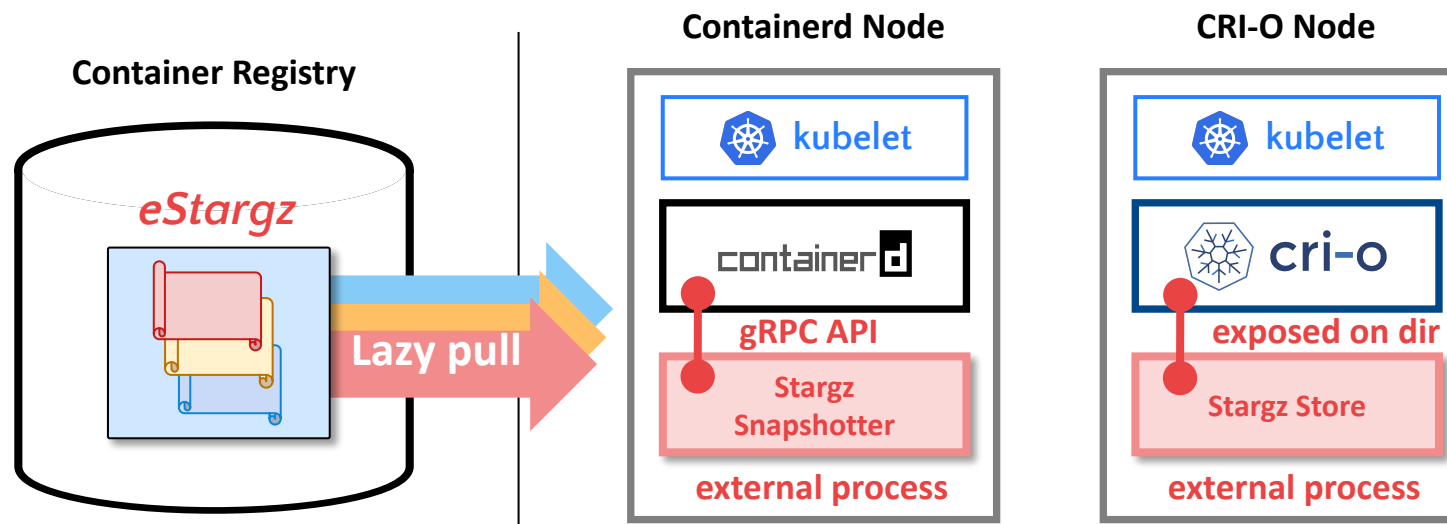 Container Registry
eStargz
Lazy pull
Containerd Node
kubelet
containerd
gRPC API
Stargz
Snapshotter
external process
CRI-O Node
kubelet
cri-o
exposed on dir
Stargz Store
external process